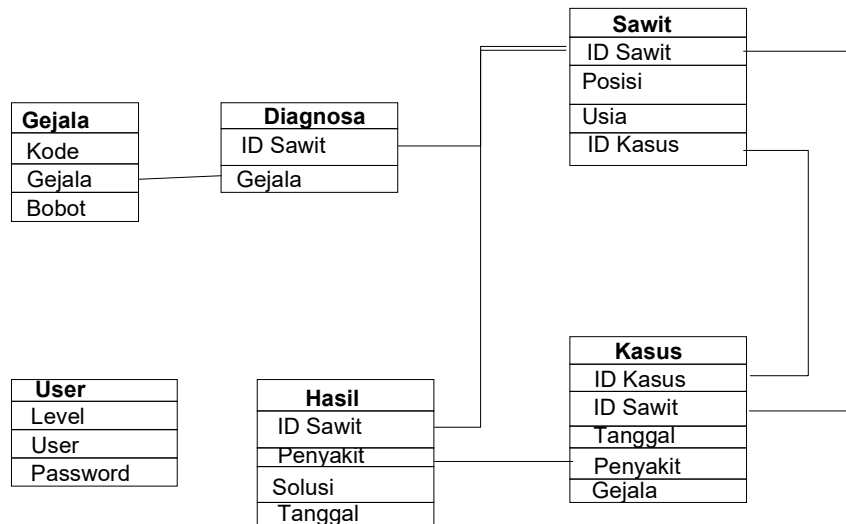 Sawit
ID Sawit
Posisi
Usia
ID Kasus
Gejala
Kode
Gejala
Bobot
Diagnosa
ID Sawit
Gejala
User
Level
User
Password
Hasil
ID Sawit
Penyakit
Solusi
Tanggal
Kasus
ID Kasus
ID Sawit
Tanggal
Penyakit
Gejala